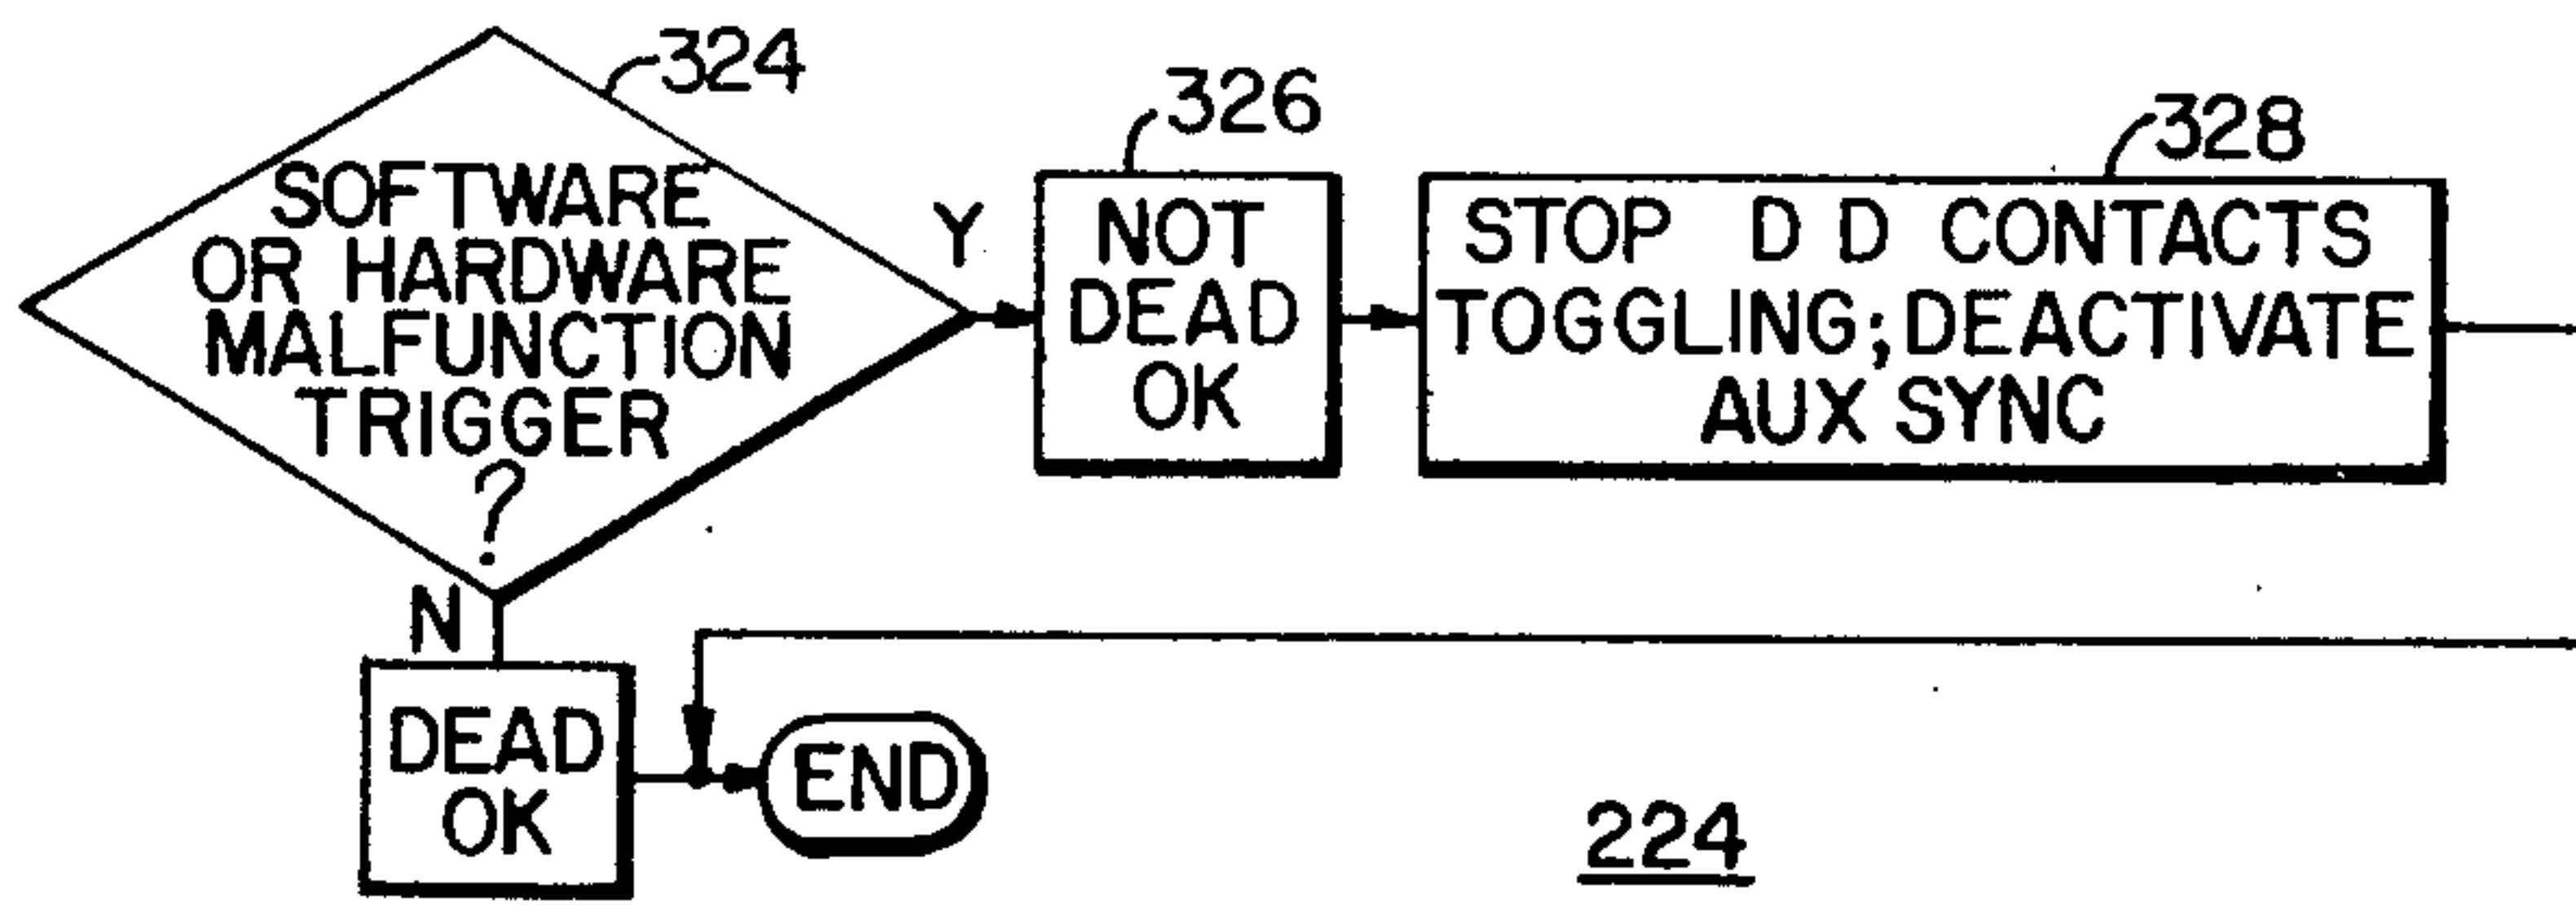 324
SOFTWARE
OR HARDWARE
MALFUNCTION
TRIGGER
?
Y
N
326
NOT
DEAD
OK
328
STOP D D CONTACTS
TOGGLING; DEACTIVATE
AUX SYNC
DEAD
OK
END
224